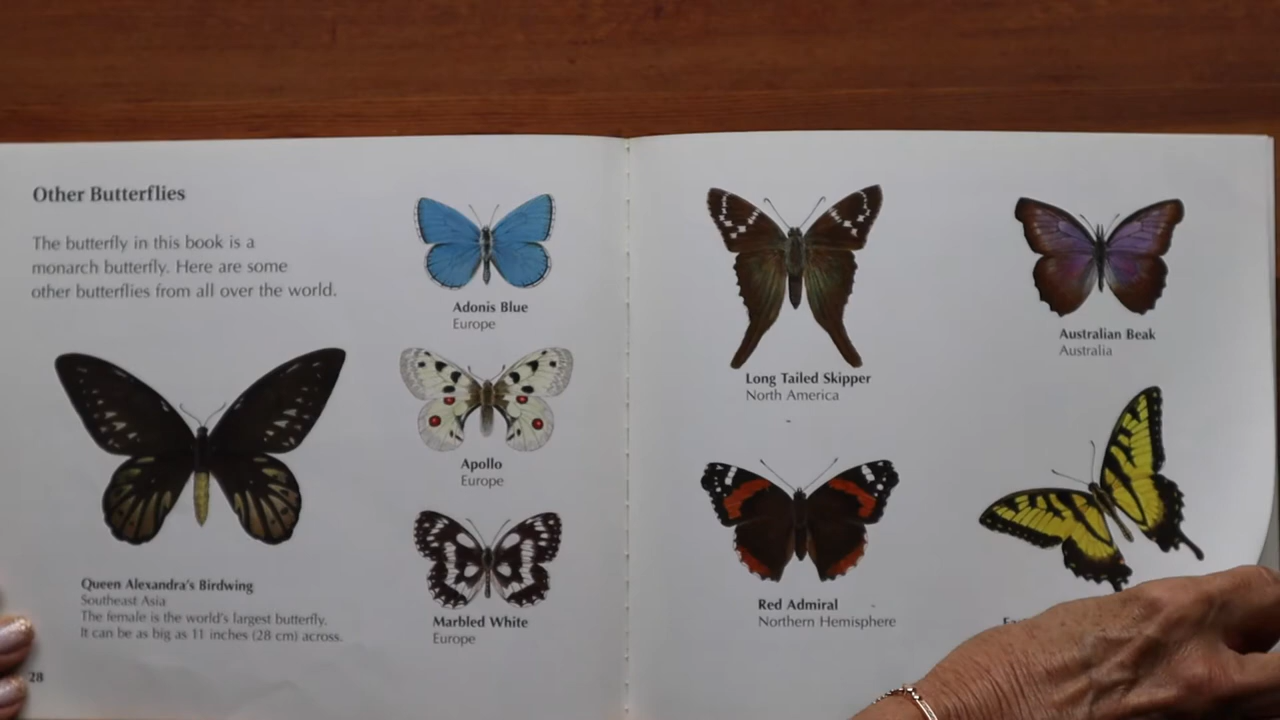 Other Butterflies
The butterfly in this book is a
monarch butterfly. Here are some
other butterflies from all over the world.
Queen Alexandra's Birdwing
Southeast Asia
The female is the world's largest butterfly.
It can be as big as 11 inches (28 cm) across.
28
Adonis Blue
Europe
Apollo
Europe
Marbled White
Europe
Long Tailed Skipper
North America
Red Admiral
Northern Hemisphere
Australian Beak
Australia